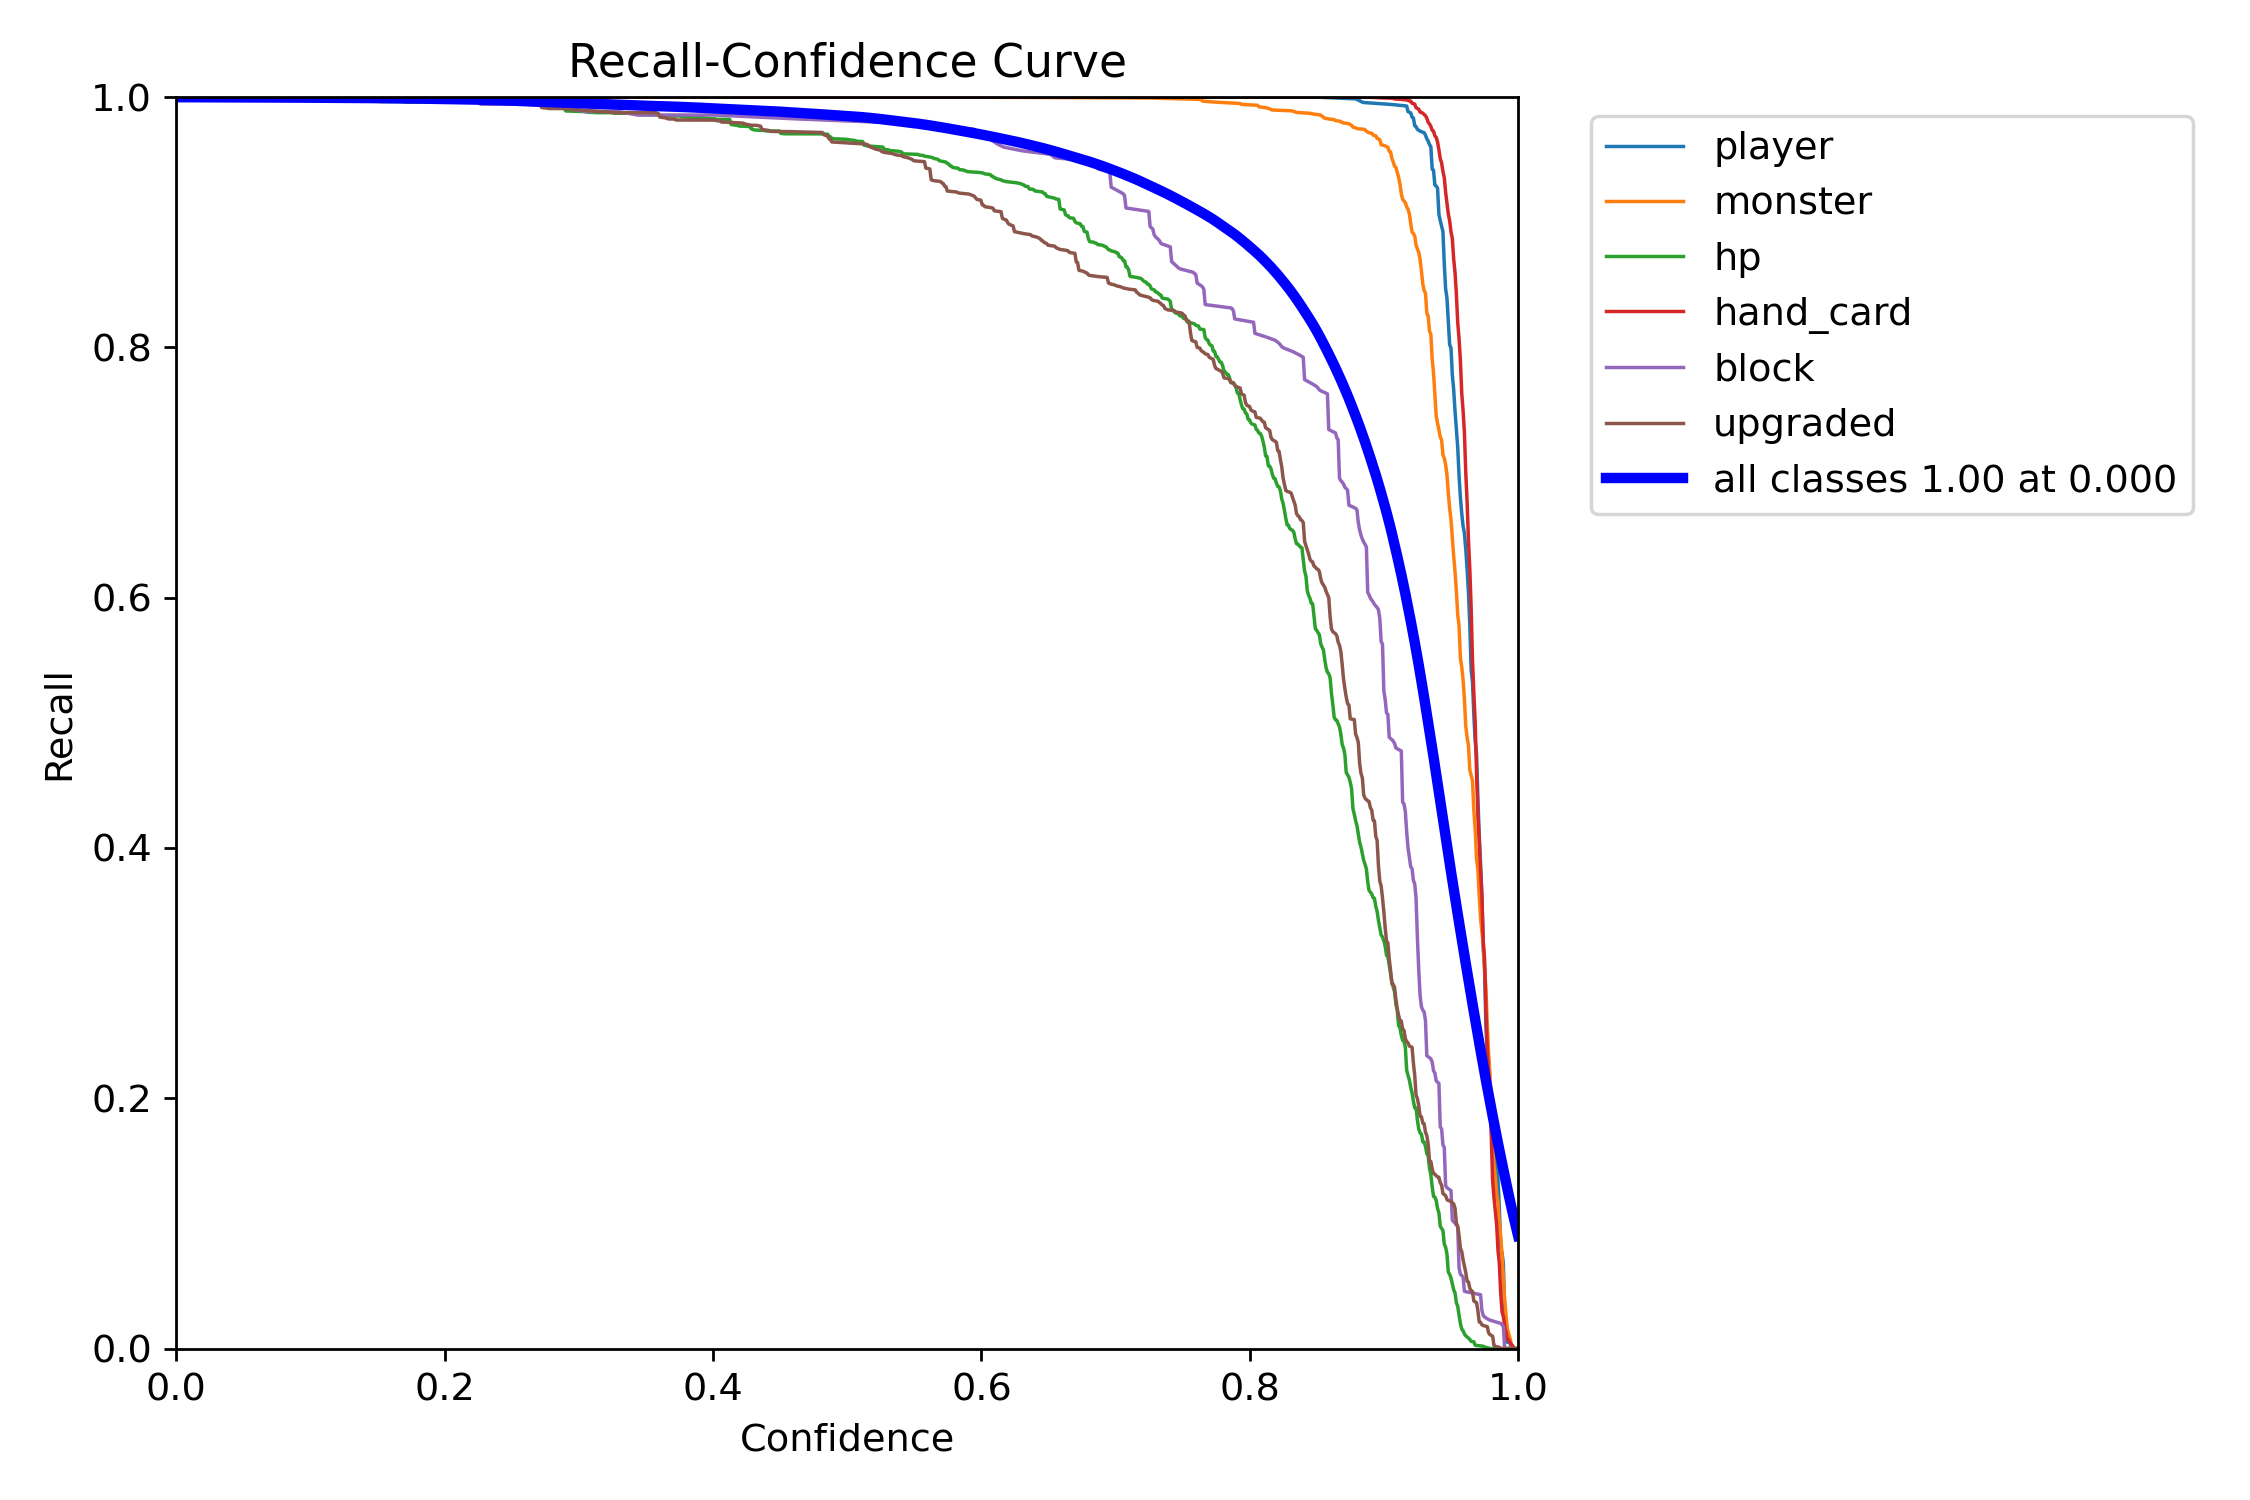 Recall-Confidence Curve
1.0
0.8
0.6
0.4
0.2
0.0
Recall
0.0 0.2 0.4 0.6 0.8 1.0
Confidence
player
monster
hp
hand_card
block
upgraded
all classes 1.00 at 0.000